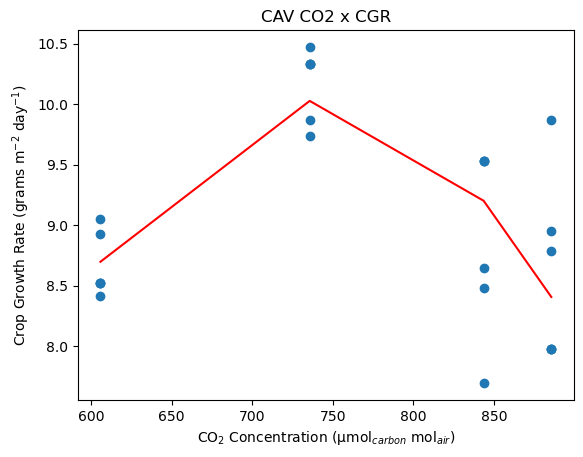 CAV CO2 x CGR
10.5
10.0
9.5
9.0
8.5
8.0
Crop Growth Rate (grams m⁻² day⁻¹)
600 650 700 750 800 850
CO₂ Concentration (µmol_carbon mol_air)